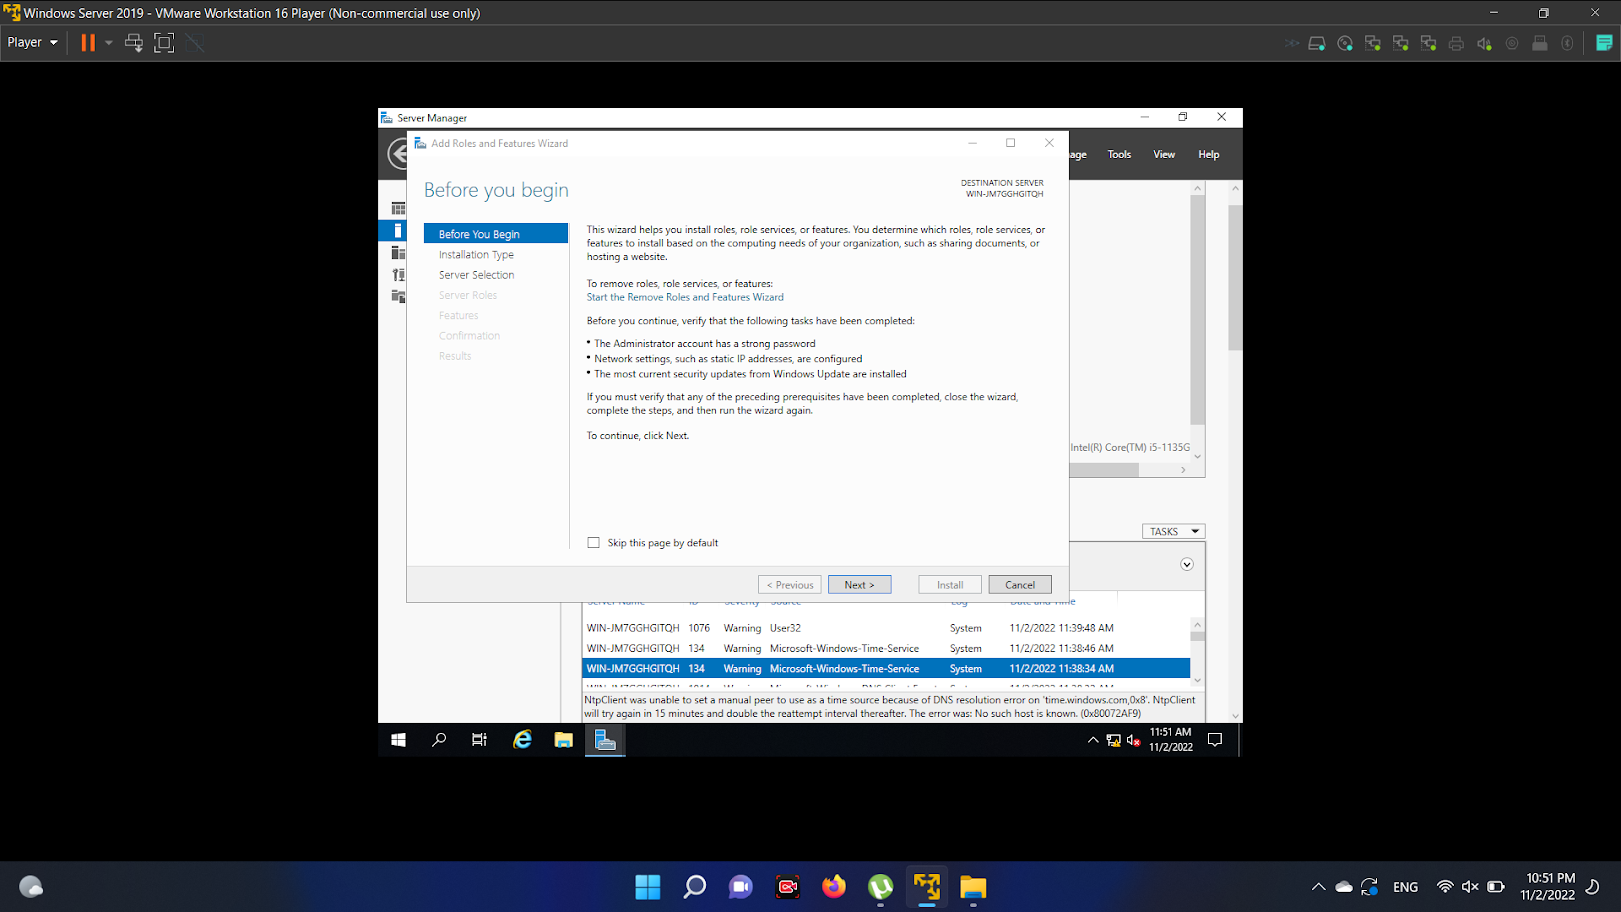 Windows Server 2019 - VMware Workstation 16 Player (Non-commercial use only)
Player
Server Manager
Add Roles and Features Wizard
age Tools View Help
Before you begin
DESTINATION SERVER
WIN-JM7GGHGITQH
Before You Begin
Installation Type
Server Selection
Server Roles
Features
Confirmation
Results
This wizard helps you install roles, role services, or features. You determine which roles, role services, or
features to install based on the computing needs of your organization, such as sharing documents, or
hosting a website.
To remove roles, role services, or features:
Start the Remove Roles and Features Wizard
Before you continue, verify that the following tasks have been completed:
• The Administrator account has a strong password
• Network settings, such as static IP addresses, are configured
• The most current security updates from Windows Update are installed
If you must verify that any of the preceding prerequisites have been completed, close the wizard,
complete the steps, and then run the wizard again.
To continue, click Next.
Intel(R) Core(TM) i5-1135G
TASKS
Skip this page by default
< Previous Next > Install Cancel
Server Name ID Severity Source Log Date and Time
WIN-JM7GGHGITQH 1076 Warning User32 System 11/2/2022 11:39:48 AM
WIN-JM7GGHGITQH 134 Warning Microsoft-Windows-Time-Service System 11/2/2022 11:38:46 AM
WIN-JM7GGHGITQH 134 Warning Microsoft-Windows-Time-Service System 11/2/2022 11:38:34 AM
NtpClient was unable to set a manual peer to use as a time source because of DNS resolution error on 'time.windows.com,0x8'. NtpClient
will try again in 15 minutes and double the reattempt interval thereafter. The error was: No such host is known. (0x80072AF9)
11:51 AM
11/2/2022
ENG
10:51 PM
11/2/2022